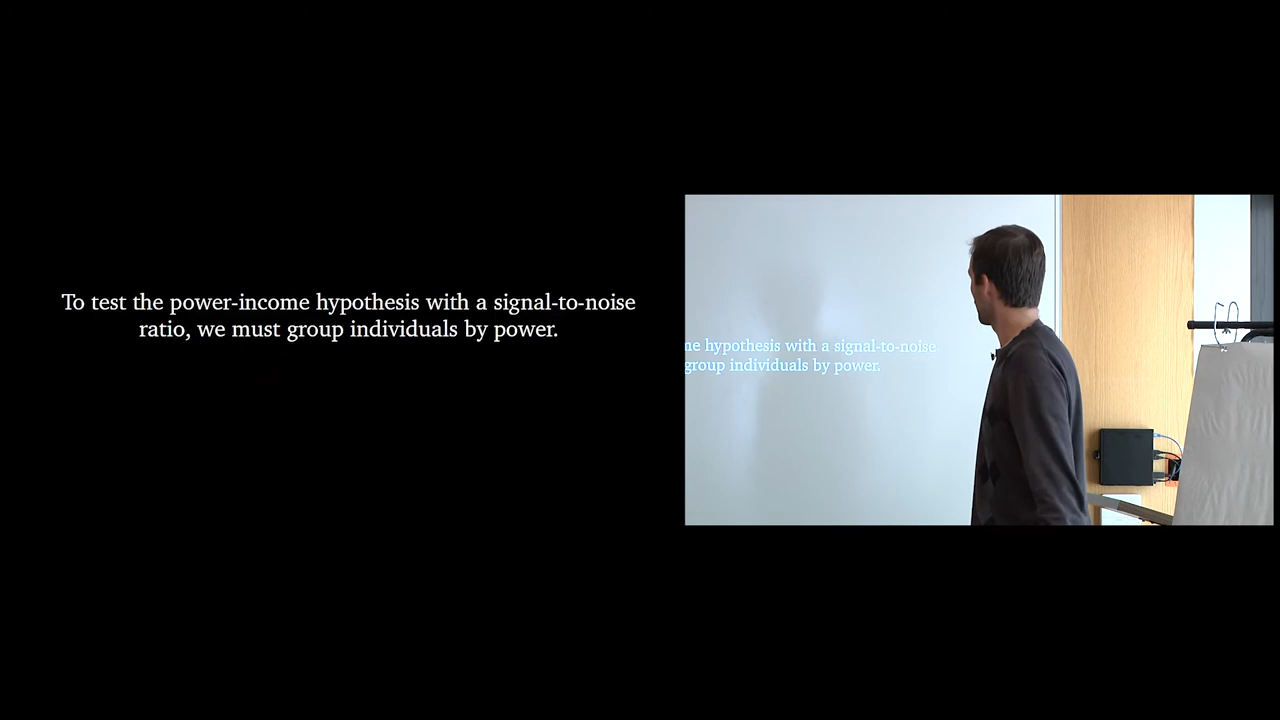 To test the power-income hypothesis with a signal-to-noise
ratio, we must group individuals by power.
me hypothesis with a signal-to-noise
group individuals by power.